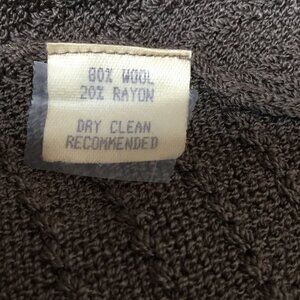 80% WOOL
20% RAYON
DRY CLEAN
RECOMMENDED